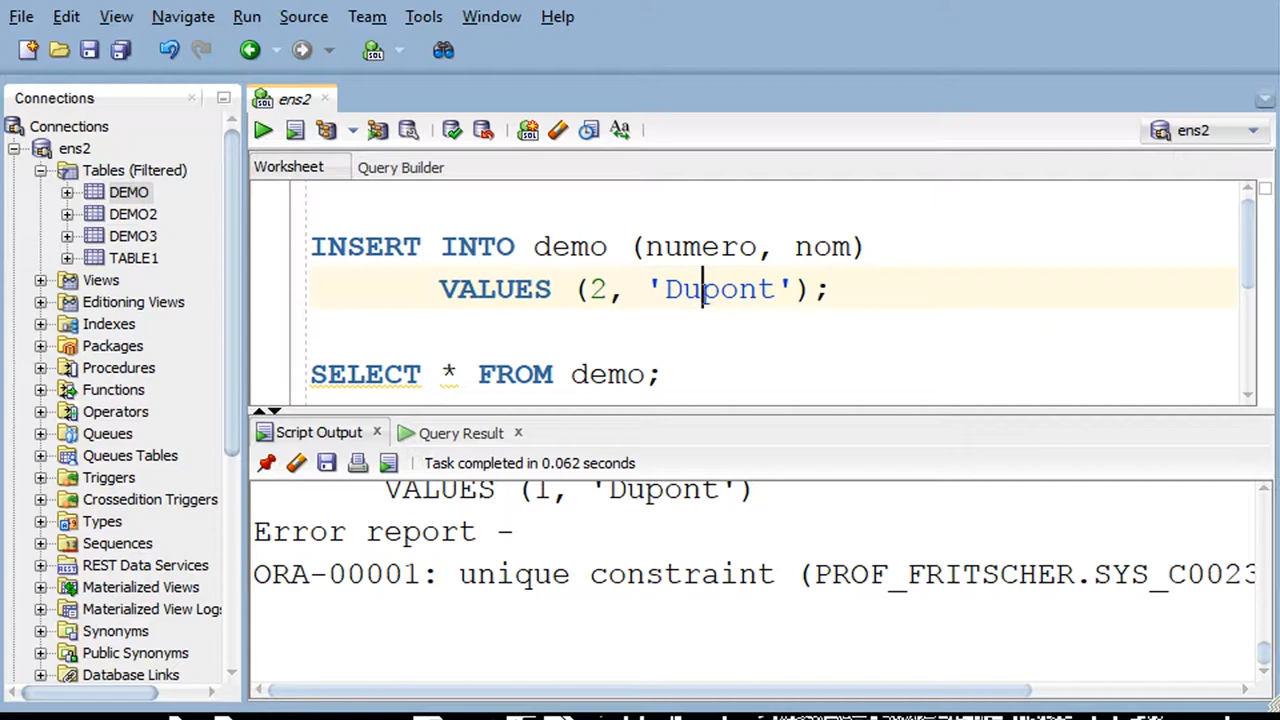 File Edit View Navigate Run Source Team Tools Window Help
Connections
ens2
ens2
Connections
ens2
Tables (Filtered)
DEMO
DEMO2
DEMO3
TABLE1
Views
Editioning Views
Indexes
Packages
Procedures
Functions
Operators
Queues
Queues Tables
Triggers
Crossedition Triggers
Types
Sequences
REST Data Services
Materialized Views
Materialized View Logs
Synonyms
Public Synonyms
Database Links
Worksheet Query Builder
INSERT INTO demo (numero, nom)
VALUES (2, 'Dupont');
SELECT * FROM demo;
Script Output x Query Result x
Task completed in 0.062 seconds
VALUES (1, 'Dupont')
Error report -
ORA-00001: unique constraint (PROF_FRITSCHER.SYS_C0023